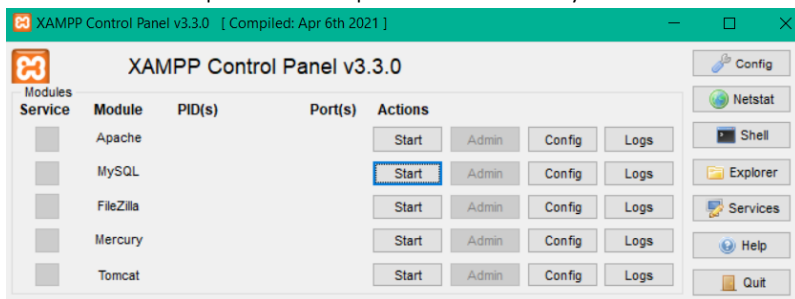 XAMPP Control Panel v3.3.0 [ Compiled: Apr 6th 2021 ]
XAMPP Control Panel v3.3.0
Config
Modules
Netstat
Service Module PID(s) Port(s) Actions
Apache Start Admin Config Logs
Shell
MySQL Start Admin Config Logs
Explorer
FileZilla Start Admin Config Logs
Services
Mercury Start Admin Config Logs
Help
Tomcat Start Admin Config Logs
Quit